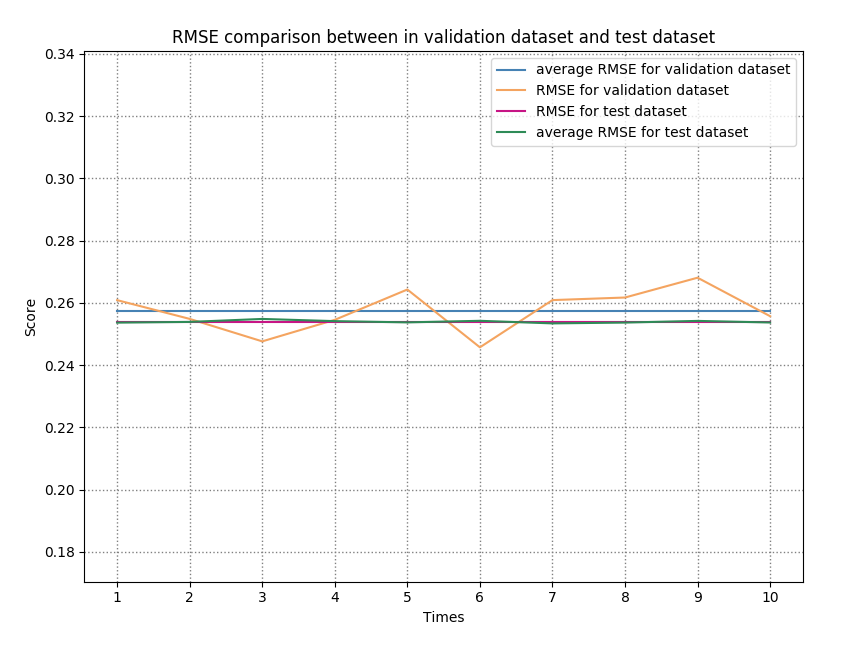 RMSE comparison between in validation dataset and test dataset
average RMSE for validation dataset
RMSE for validation dataset
RMSE for test dataset
average RMSE for test dataset
0.34
0.32
0.30
0.28
0.26
0.24
0.22
0.20
0.18
Score
1 2 3 4 5 6 7 8 9 10
Times